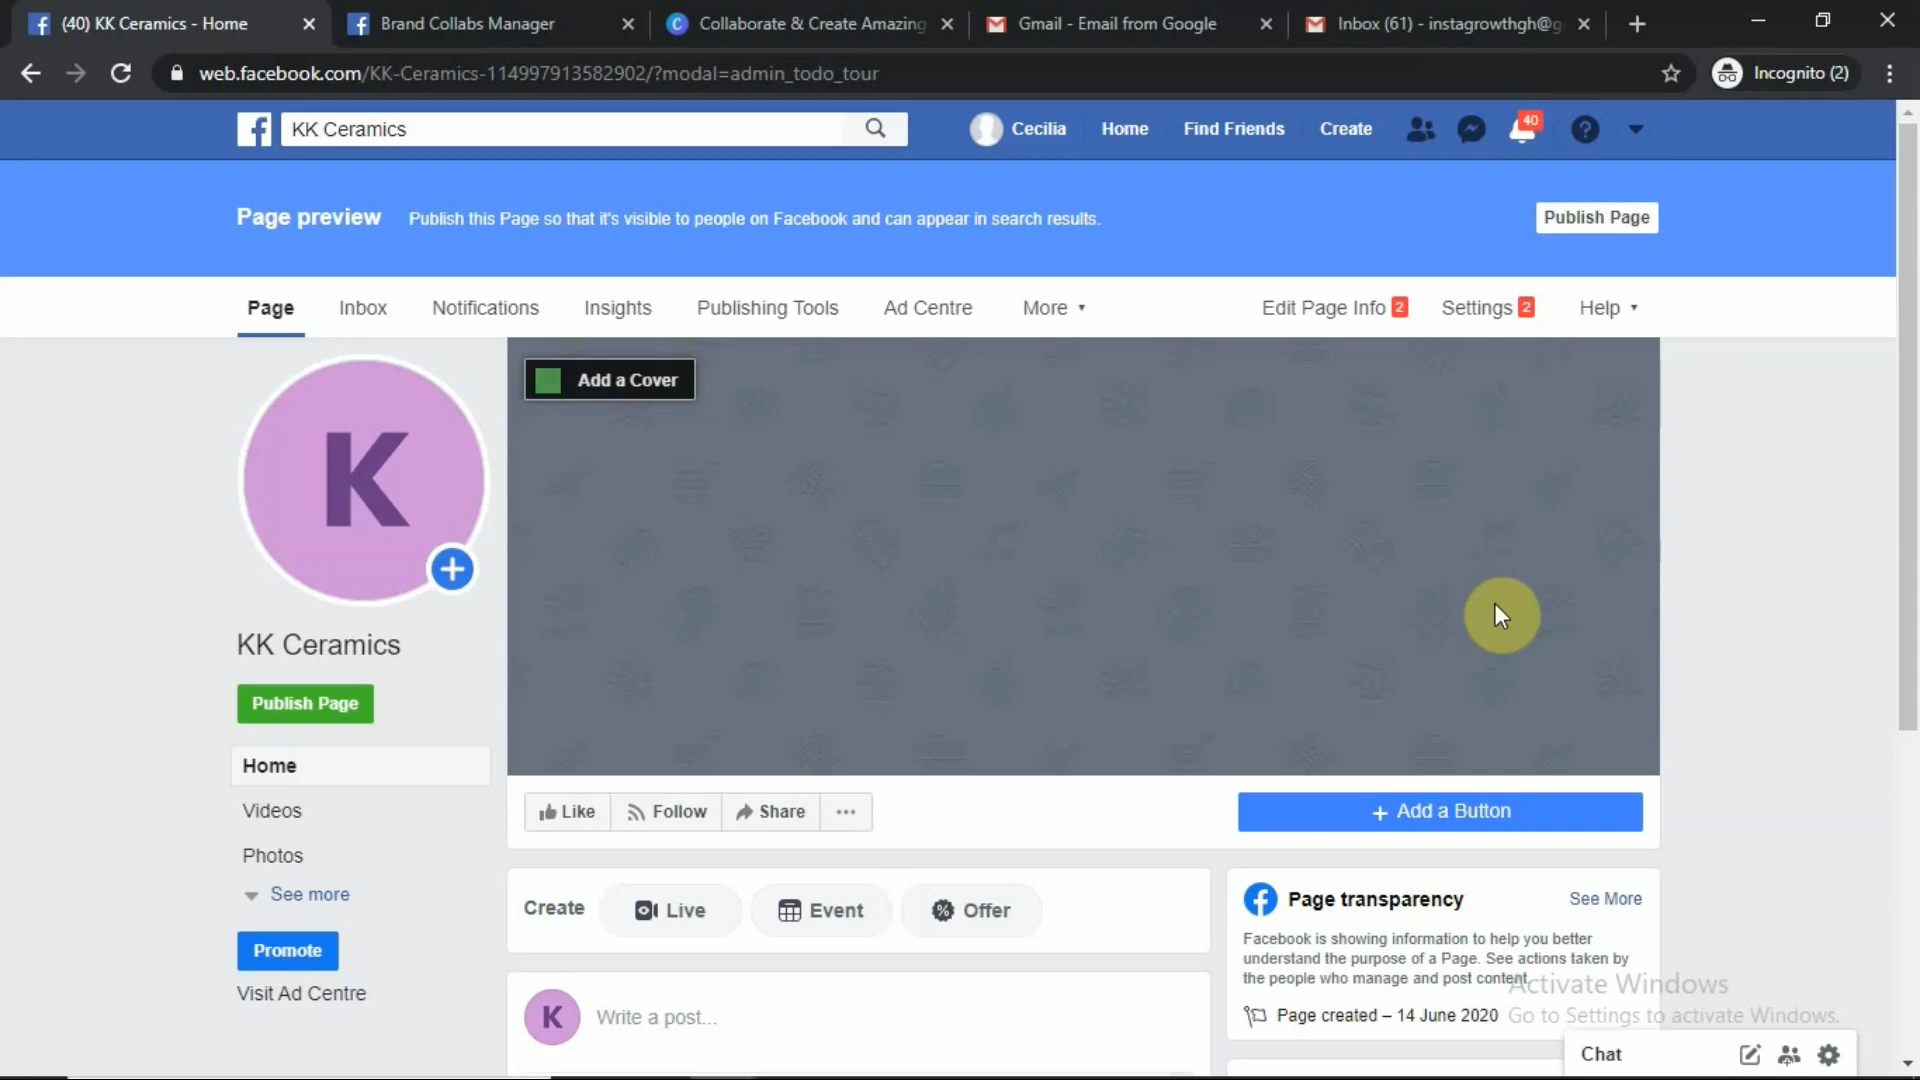 (40) KK Ceramics - Home
Brand Collabs Manager
Collaborate & Create Amazing
Gmail - Email from Google
Inbox (61) - instagrowthgh@g
web.facebook.com/KK-Ceramics-114997913582902/?modal=admin_todo_tour
Incognito (2)
KK Ceramics
Cecilia
Home
Find Friends
Create
40
Page preview
Publish this Page so that it's visible to people on Facebook and can appear in search results.
Publish Page
Page
Inbox
Notifications
Insights
Publishing Tools
Ad Centre
More
Edit Page Info 2
Settings 2
Help
Add a Cover
K
KK Ceramics
Publish Page
Home
Videos
Photos
See more
Promote
Visit Ad Centre
Like
Follow
Share
...
+ Add a Button
Create
Live
Event
Offer
K
Write a post...
Page transparency
See More
Facebook is showing information to help you better
understand the purpose of a Page. See actions taken by
the people who manage and post content.
Page created – 14 June 2020
Activate Windows
Go to Settings to activate Windows.
Chat